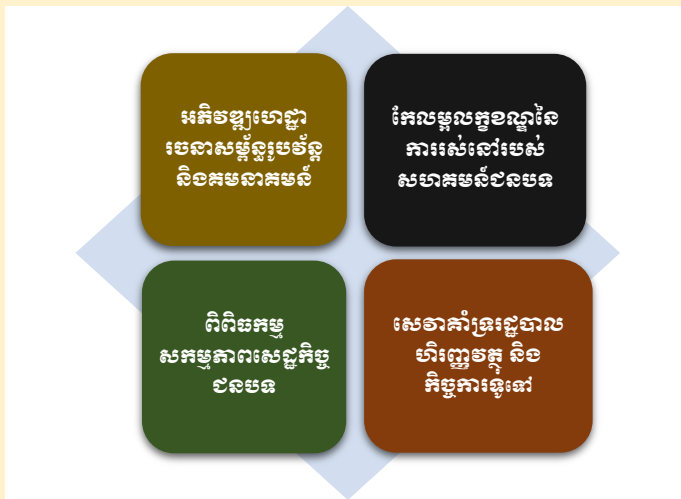 អភិវឌ្ឍហេដ្ឋា
រចនាសម្ព័ន្ធរូបវ័ន្ត
និងគមនាគមន៍
កែលម្អលក្ខខណ្ឌនៃ
ការរស់នៅរបស់
សហគមន៍ជនបទ
ពិពិធកម្ម
សកម្មភាពសេដ្ឋកិច្ច
ជនបទ
សេវាគាំទ្ររដ្ឋបាល
ហិរញ្ញវត្ថុ និង
កិច្ចការទូទៅ